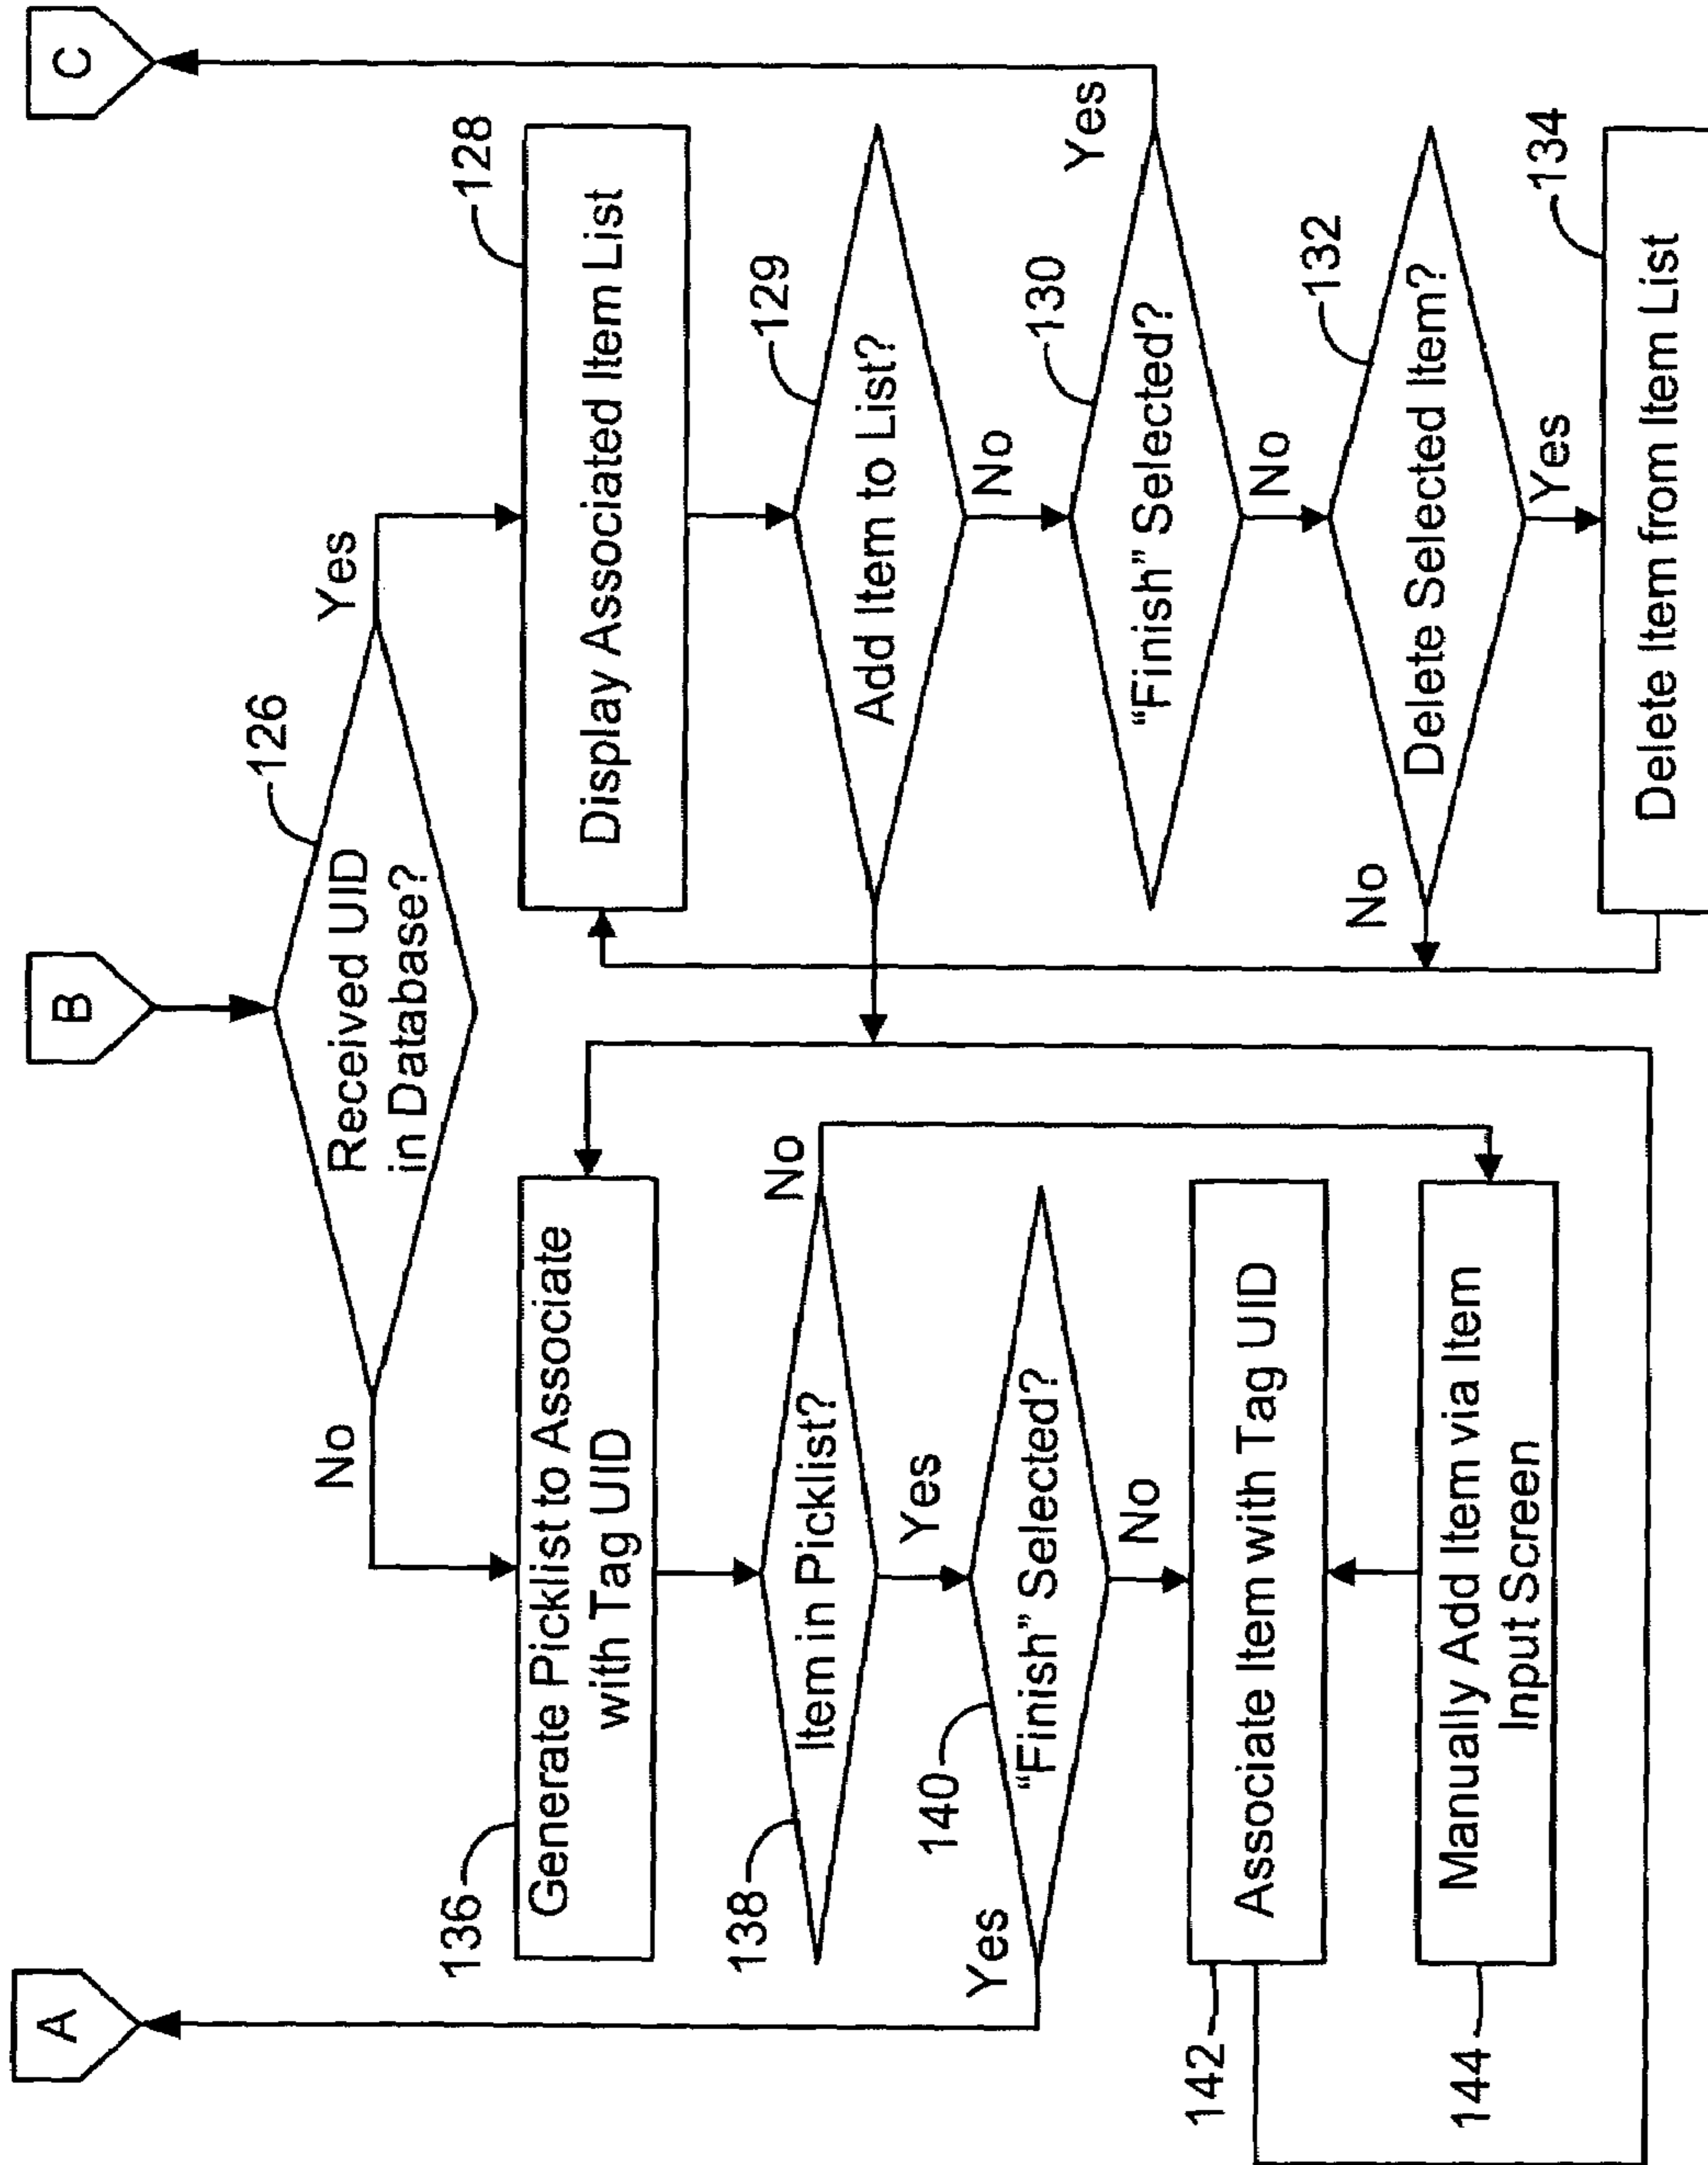 A
B
C
126
Received UID
in Database?
Yes
No
128
Display Associated Item List
129
Add Item to List?
No
130
“Finish” Selected?
Yes
No
132
Delete Selected Item?
No
Yes
134
Delete Item from Item List
136
Generate Picklist to Associate
with Tag UID
138
Item in Picklist?
No
Yes
140
“Finish” Selected?
Yes
No
142
Associate Item with Tag UID
144
Manually Add Item via Item
Input Screen